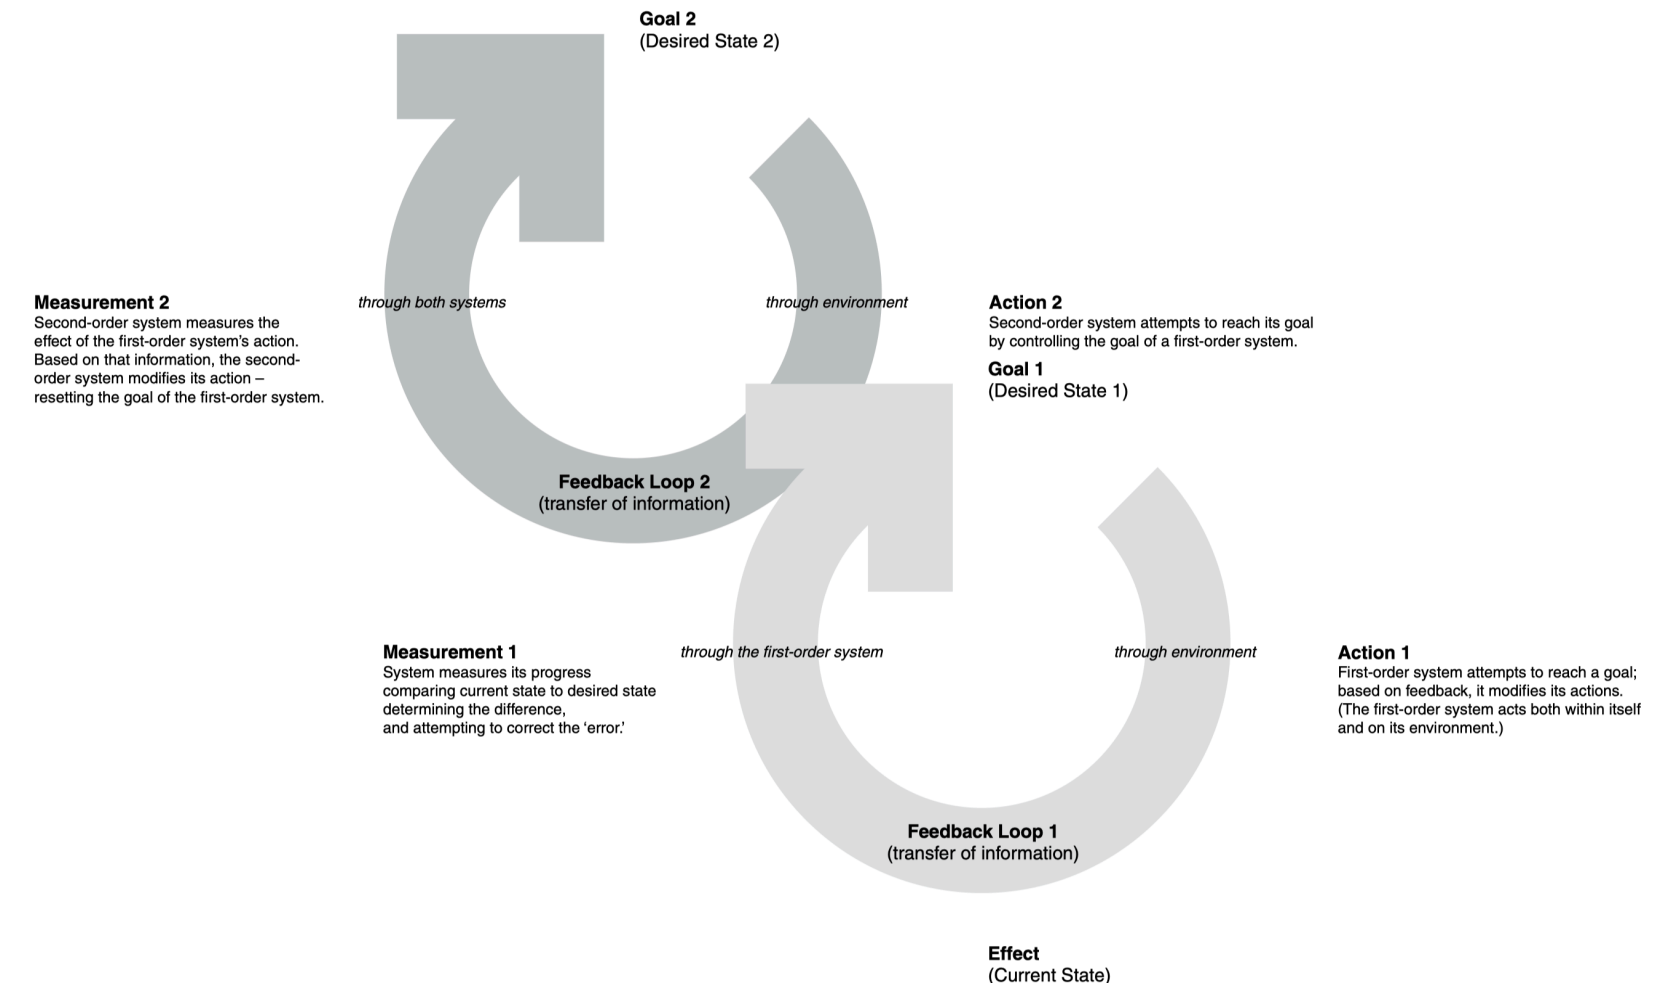 Goal 2
(Desired State 2)
Measurement 2
Second-order system measures the
effect of the first-order system’s action.
Based on that information, the second-
order system modifies its action –
resetting the goal of the first-order system.
through both systems
through environment
Action 2
Second-order system attempts to reach its goal
by controlling the goal of a first-order system.
Goal 1
(Desired State 1)
Feedback Loop 2
(transfer of information)
Measurement 1
System measures its progress
comparing current state to desired state
determining the difference,
and attempting to correct the ‘error.’
through the first-order system
through environment
Action 1
First-order system attempts to reach a goal;
based on feedback, it modifies its actions.
(The first-order system acts both within itself
and on its environment.)
Feedback Loop 1
(transfer of information)
Effect
(Current State)